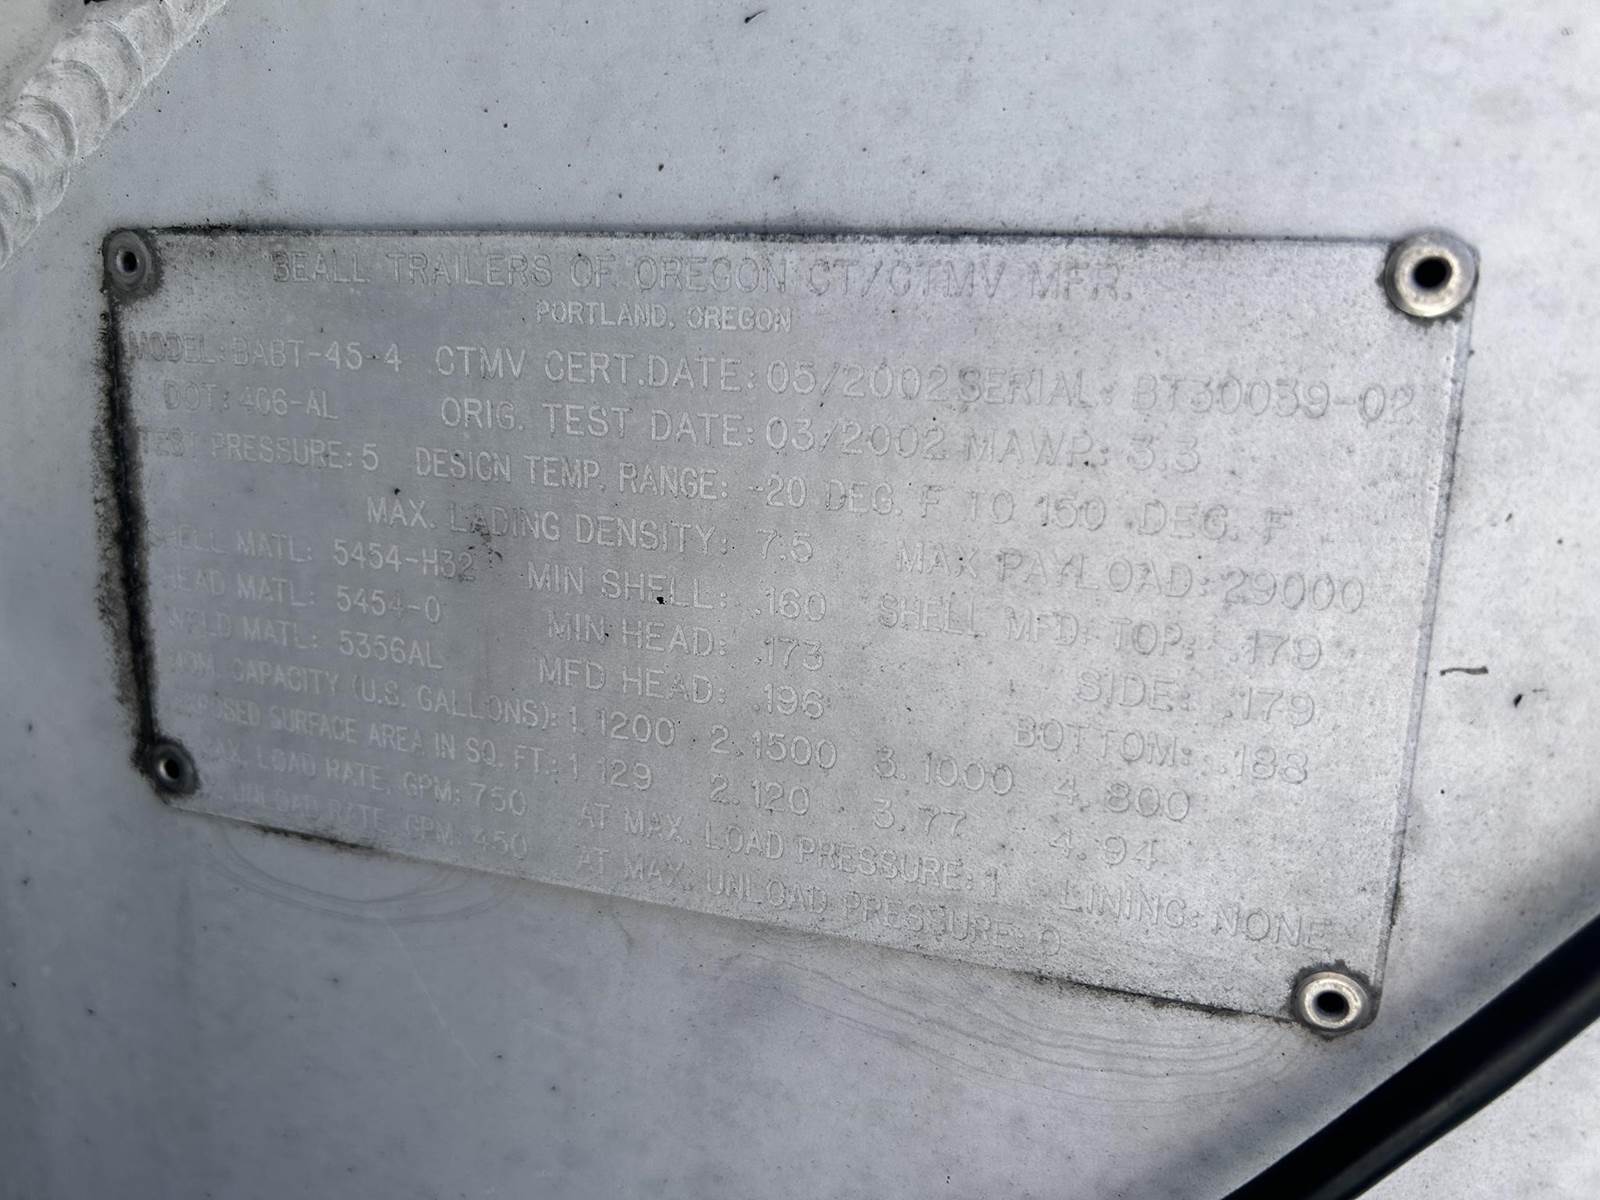 BEALL TRAILERS OF OREGON CT/CTMV MFR.
PORTLAND, OREGON
MODEL: BABT-45-4 CTMV CERT.DATE: 05/2002 SERIAL: BT30039-02
DOT: 406-AL ORIG. TEST DATE: 03/2002 MAWP: 3.3
TEST PRESSURE: 5 DESIGN TEMP. RANGE: -20 DEG. F TO 150 DEG. F
MAX. LADING DENSITY: 7.5 MAX PAYLOAD: 29000
SHELL MATL: 5454-H32 MIN SHELL: .160 SHELL MFD-TOP: .179
HEAD MATL: 5454-0 MIN HEAD: .173 SIDE: .179
WELD MATL: 5356AL MFD HEAD: .196 BOTTOM: .188
NOM. CAPACITY (U.S. GALLONS): 1. 1200 2. 1500 3. 1000 4. 800
EXPOSED SURFACE AREA IN SQ. FT.: 1 129 2. 120 3. 77 4. 94
MAX. LOAD RATE, GPM: 750 AT MAX. LOAD PRESSURE: 1 LINING: NONE
UNLOAD RATE, GPM: 450 AT MAX. UNLOAD PRESSURE: 0